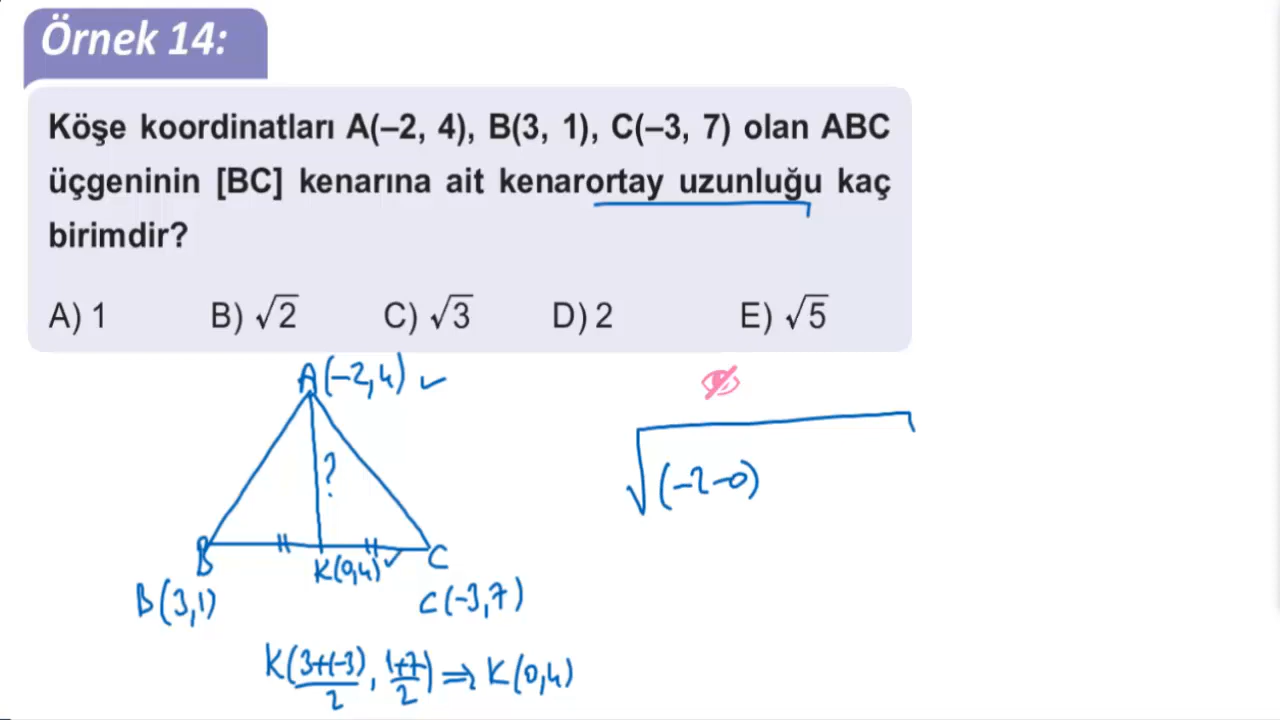 Örnek 14:
Köşe koordinatları A(–2, 4), B(3, 1), C(–3, 7) olan ABC
üçgeninin [BC] kenarına ait kenarortay uzunluğu kaç
birimdir?
A) 1 B) √2 C) √3 D) 2 E) √5
A(-2,4) ✓
√(-2-0)
?
B C
K(0,4) ✓
B(3,1) C(-3,7)
K(3+(-3)/2, 1+7/2) ⇒ K(0,4)